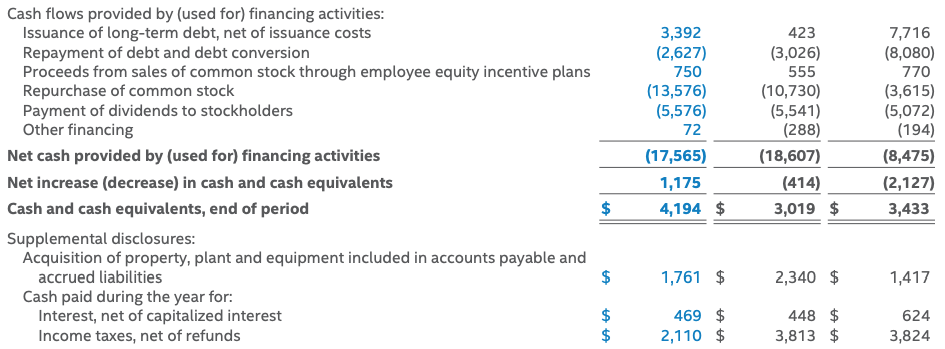 Cash flows provided by (used for) financing activities:
Issuance of long-term debt, net of issuance costs 3,392 423 7,716
Repayment of debt and debt conversion (2,627) (3,026) (8,080)
Proceeds from sales of common stock through employee equity incentive plans 750 555 770
Repurchase of common stock (13,576) (10,730) (3,615)
Payment of dividends to stockholders (5,576) (5,541) (5,072)
Other financing 72 (288) (194)
Net cash provided by (used for) financing activities (17,565) (18,607) (8,475)
Net increase (decrease) in cash and cash equivalents 1,175 (414) (2,127)
Cash and cash equivalents, end of period $ 4,194 $ 3,019 $ 3,433
Supplemental disclosures:
Acquisition of property, plant and equipment included in accounts payable and
accrued liabilities $ 1,761 $ 2,340 $ 1,417
Cash paid during the year for:
Interest, net of capitalized interest $ 469 $ 448 $ 624
Income taxes, net of refunds $ 2,110 $ 3,813 $ 3,824